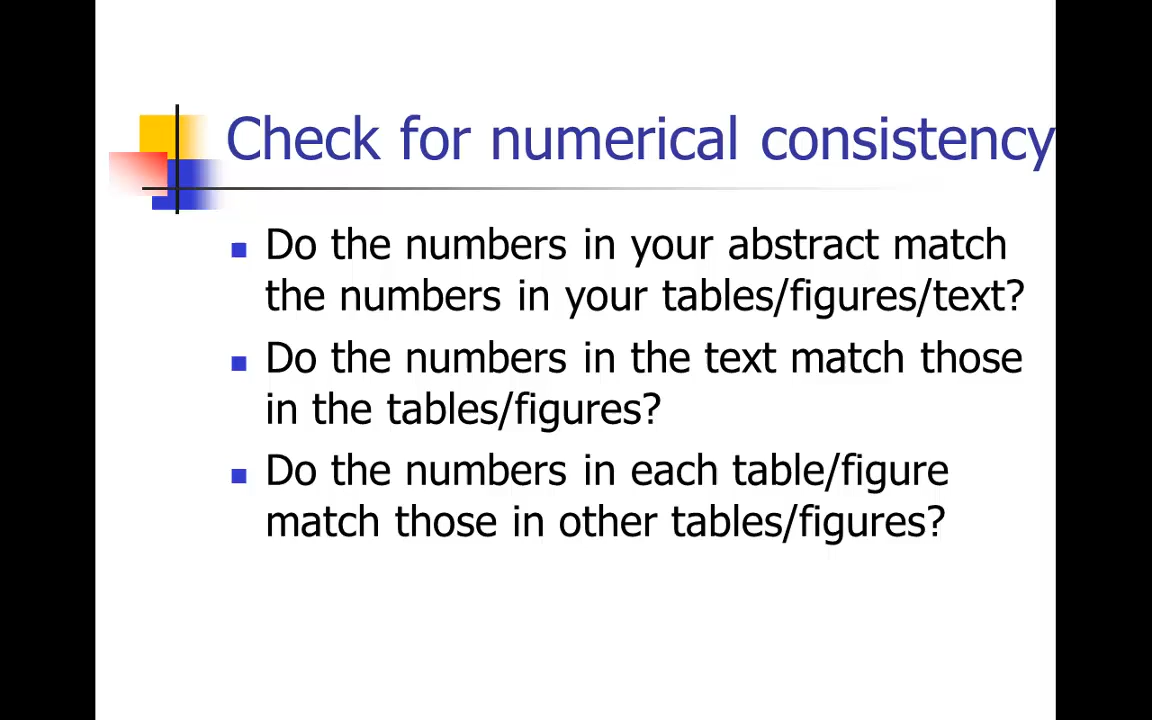 Check for numerical consistency
Do the numbers in your abstract match
the numbers in your tables/figures/text?
Do the numbers in the text match those
in the tables/figures?
Do the numbers in each table/figure
match those in other tables/figures?